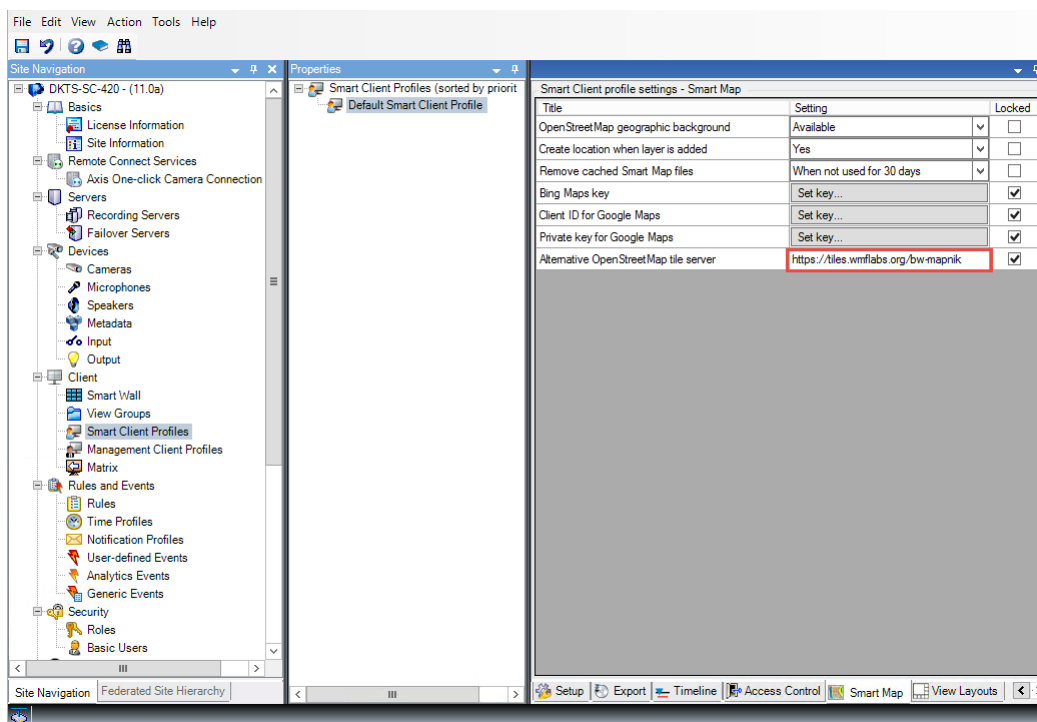 File Edit View Action Tools Help
Site Navigation
DKTS-SC-420 - (11.0a)
Basics
License Information
Site Information
Remote Connect Services
Axis One-click Camera Connection
Servers
Recording Servers
Failover Servers
Devices
Cameras
Microphones
Speakers
Metadata
Input
Output
Client
Smart Wall
View Groups
Smart Client Profiles
Management Client Profiles
Matrix
Rules and Events
Rules
Time Profiles
Notification Profiles
User-defined Events
Analytics Events
Generic Events
Security
Roles
Basic Users
Site Navigation Federated Site Hierarchy
Properties
Smart Client Profiles (sorted by priorit
Default Smart Client Profile
Smart Client profile settings - Smart Map
Title Setting Locked
OpenStreetMap geographic background Available
Create location when layer is added Yes
Remove cached Smart Map files When not used for 30 days
Bing Maps key Set key...
Client ID for Google Maps Set key...
Private key for Google Maps Set key...
Alternative OpenStreetMap tile server https://tiles.wmflabs.org/bw-mapnik
Setup Export Timeline Access Control Smart Map View Layouts